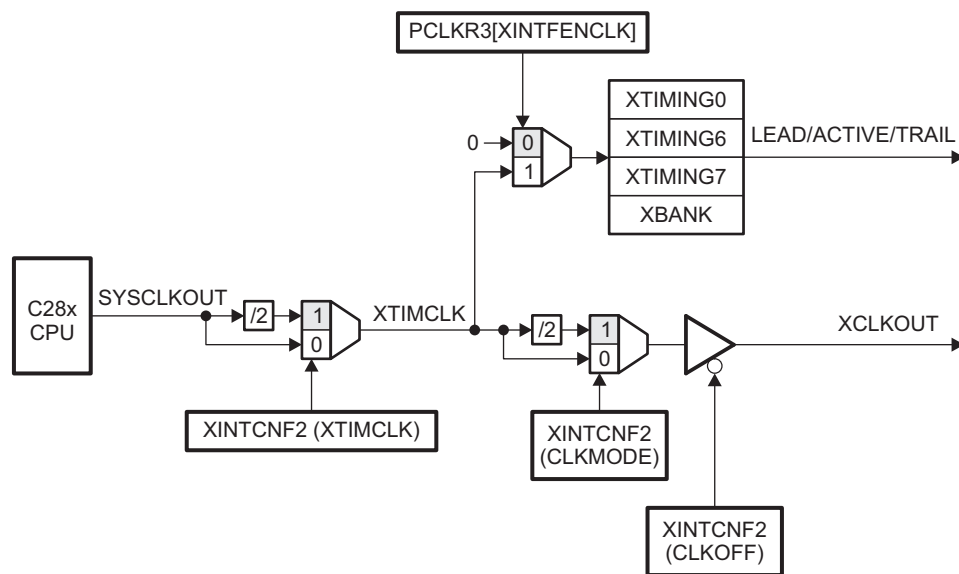 PCLKR3[XINTFENCLK]
XTIMING0
0
0
XTIMING6
LEAD/ACTIVE/TRAIL
1
XTIMING7
XBANK
C28x
CPU
SYSCLKOUT
/2
1
0
XTIMCLK
/2
1
0
XCLKOUT
XINTCNF2 (XTIMCLK)
XINTCNF2
(CLKMODE)
XINTCNF2
(CLKOFF)